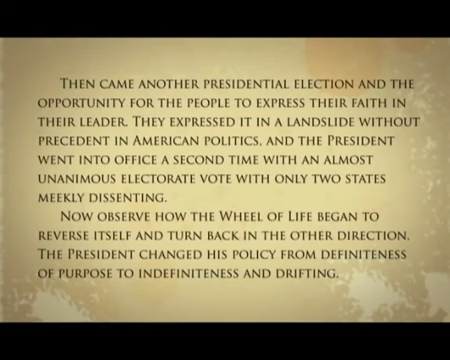 Then came another presidential election and the
opportunity for the people to express their faith in
their leader. They expressed it in a landslide without
precedent in American politics, and the President
went into office a second time with an almost
unanimous electorate vote with only two states
meekly dissenting.
Now observe how the Wheel of Life began to
reverse itself and turn back in the other direction.
The President changed his policy from definiteness
of purpose to indefiniteness and drifting.